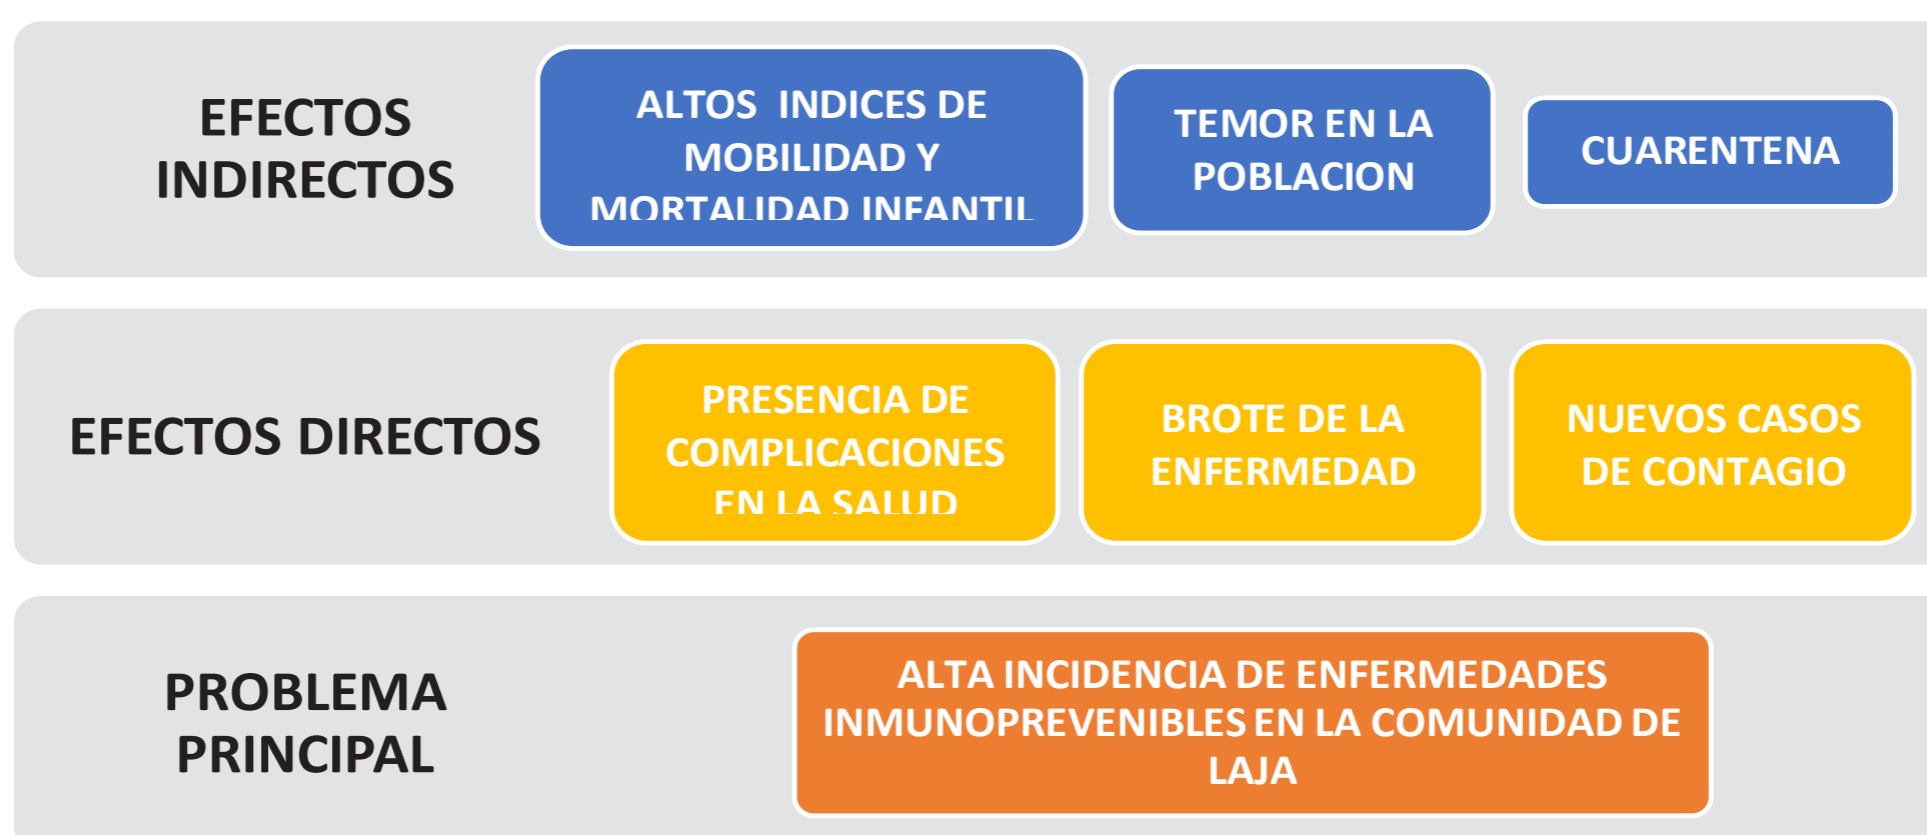 EFECTOS
INDIRECTOS
ALTOS INDICES DE
MOBILIDAD Y
MORTALIDAD INFANTIL
TEMOR EN LA
POBLACION
CUARENTENA
EFECTOS DIRECTOS
PRESENCIA DE
COMPLICACIONES
EN LA SALUD
BROTE DE LA
ENFERMEDAD
NUEVOS CASOS
DE CONTAGIO
PROBLEMA
PRINCIPAL
ALTA INCIDENCIA DE ENFERMEDADES
INMUNOPREVENIBLES EN LA COMUNIDAD DE
LAJA